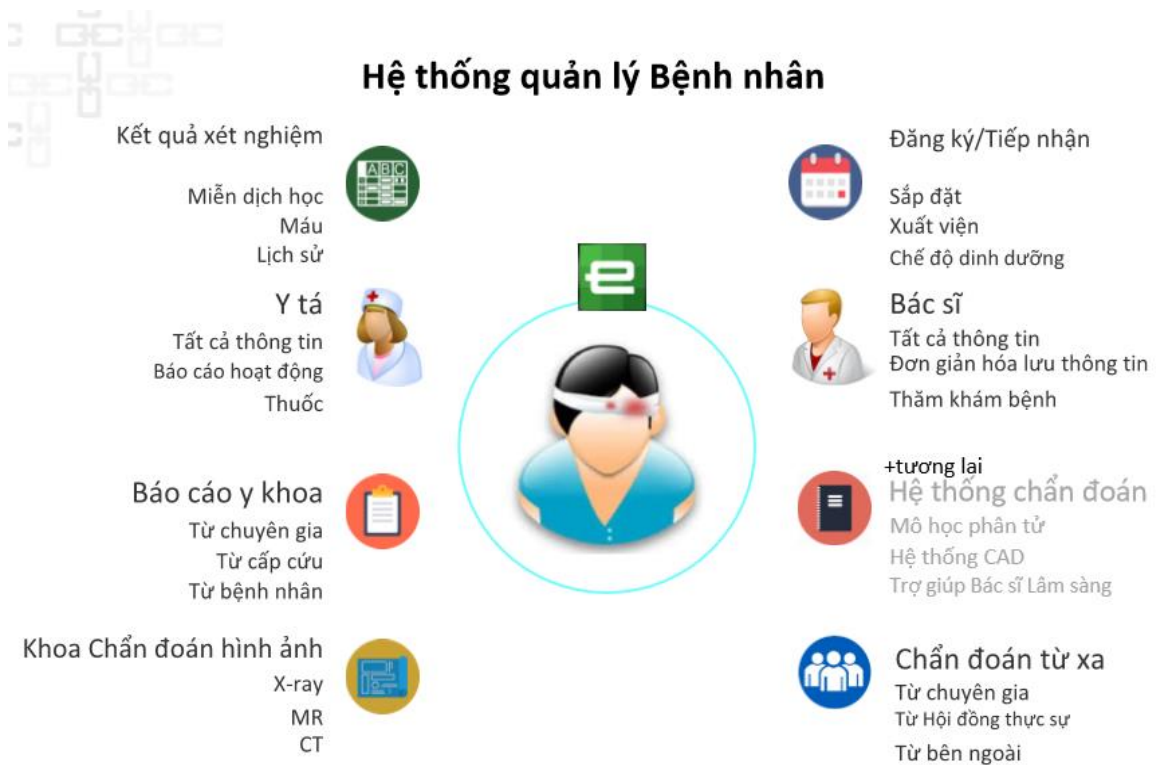 Hệ thống quản lý Bệnh nhân
Kết quả xét nghiệm
Miễn dịch học
Máu
Lịch sử
Y tá
Tất cả thông tin
Báo cáo hoạt động
Thuốc
Báo cáo y khoa
Từ chuyên gia
Từ cấp cứu
Từ bệnh nhân
Khoa Chẩn đoán hình ảnh
X-ray
MR
CT
ABC
e
Đăng ký/Tiếp nhận
Sắp đặt
Xuất viện
Chế độ dinh dưỡng
Bác sĩ
Tất cả thông tin
Đơn giản hóa lưu thông tin
Thăm khám bệnh
+tương lai
Hệ thống chẩn đoán
Mô học phân tử
Hệ thống CAD
Trợ giúp Bác sĩ Lâm sàng
Chẩn đoán từ xa
Từ chuyên gia
Từ Hội đồng thực sự
Từ bên ngoài